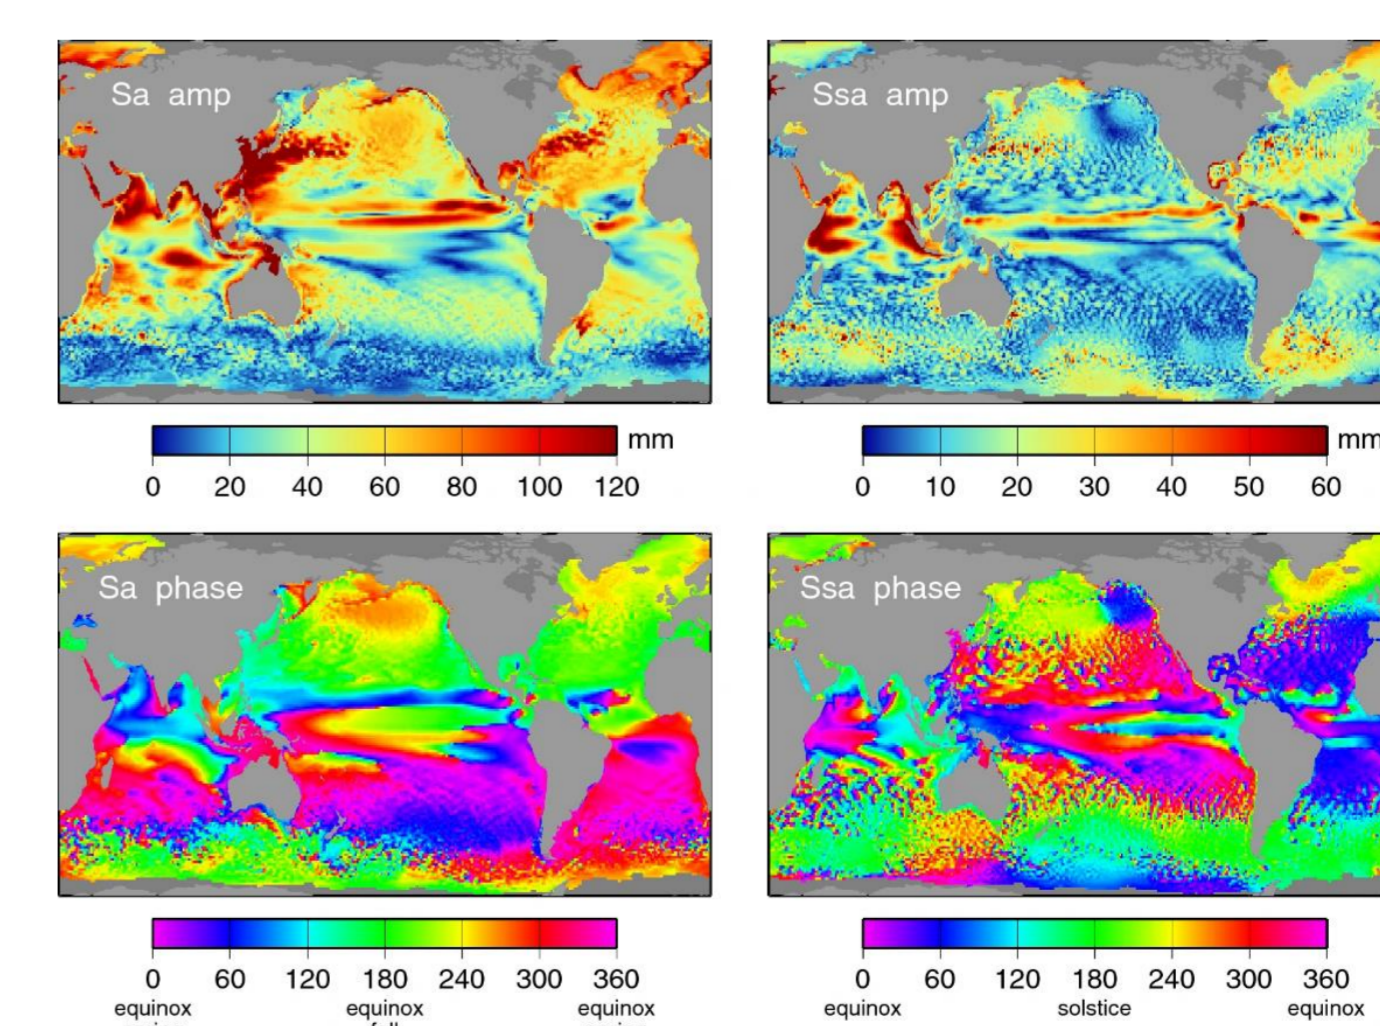 Sa amp
Ssa amp
mm
0 20 40 60 80 100 120
mm
0 10 20 30 40 50 60
Sa phase
Ssa phase
0 60 120 180 240 300 360
equinox equinox equinox
0 60 120 180 240 300 360
equinox solstice equinox